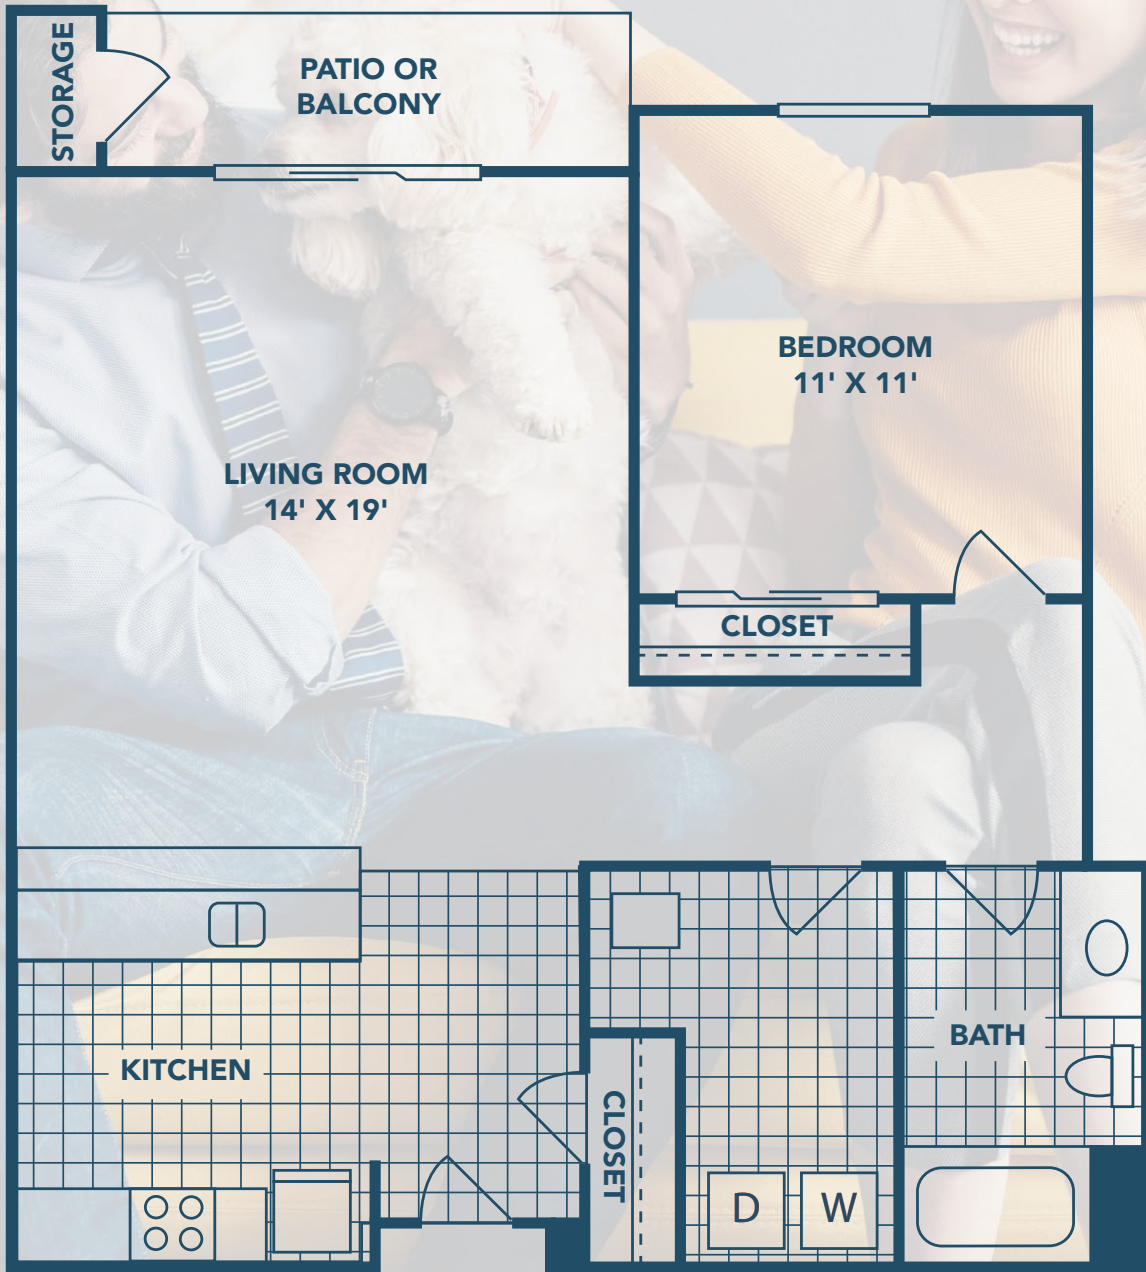 STORAGE
PATIO OR
BALCONY
BEDROOM
11' X 11'
LIVING ROOM
14' X 19'
CLOSET
KITCHEN
CLOSET
BATH
D
W